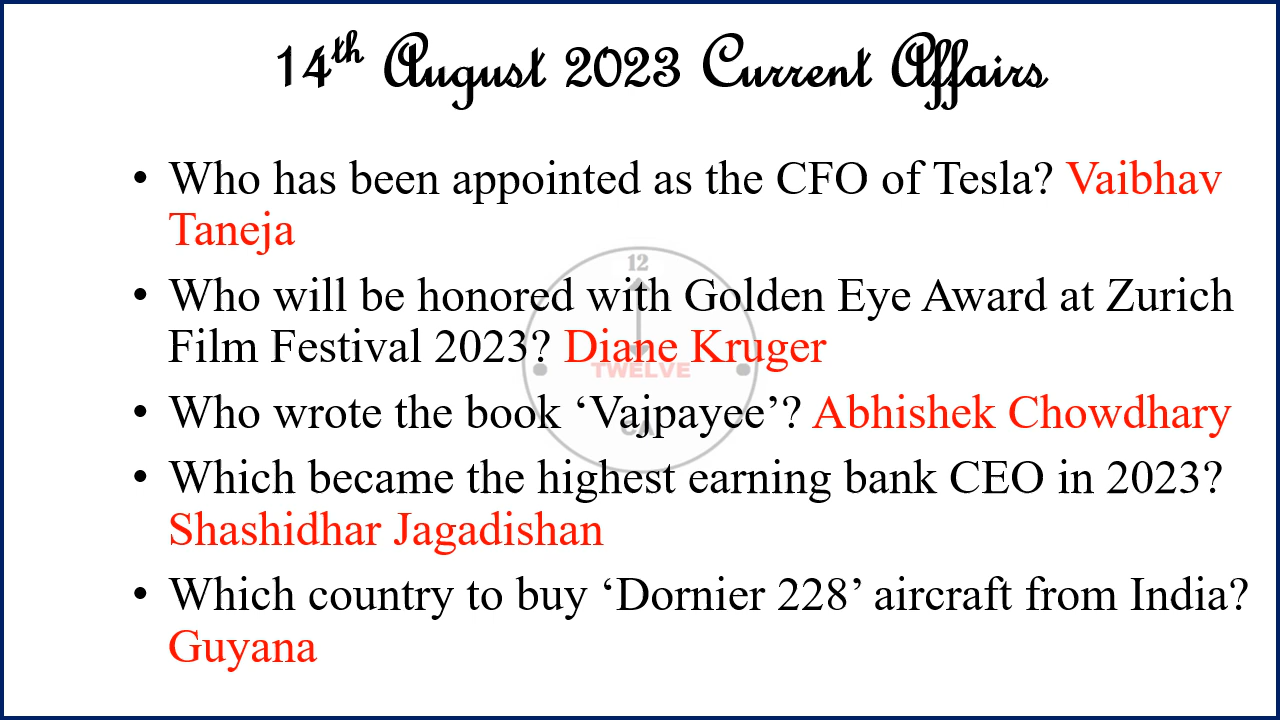 14th August 2023 Current Affairs
• Who has been appointed as the CFO of Tesla? Vaibhav
Taneja
• Who will be honored with Golden Eye Award at Zurich
Film Festival 2023? Diane Kruger
• Who wrote the book ‘Vajpayee’? Abhishek Chowdhary
• Which became the highest earning bank CEO in 2023?
Shashidhar Jagadishan
• Which country to buy ‘Dornier 228’ aircraft from India?
Guyana
12
TWELVE
CA